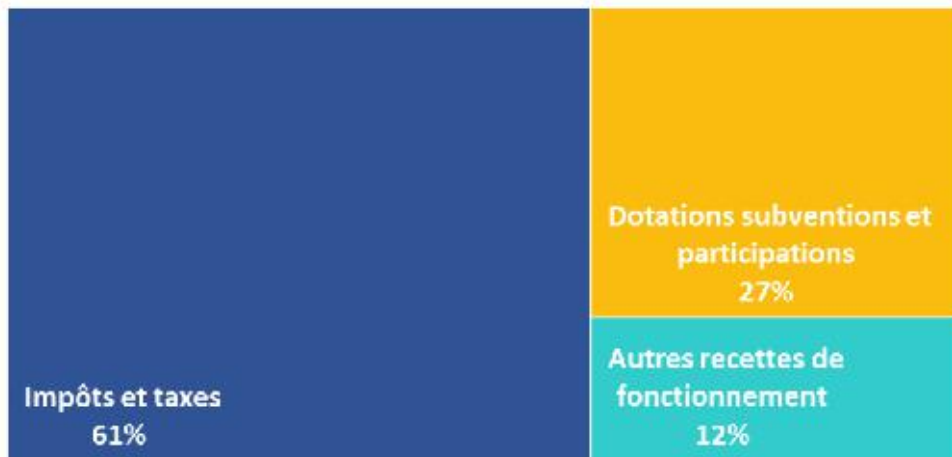 Impôts et taxes
61%
Dotations subventions et
participations
27%
Autres recettes de
fonctionnement
12%